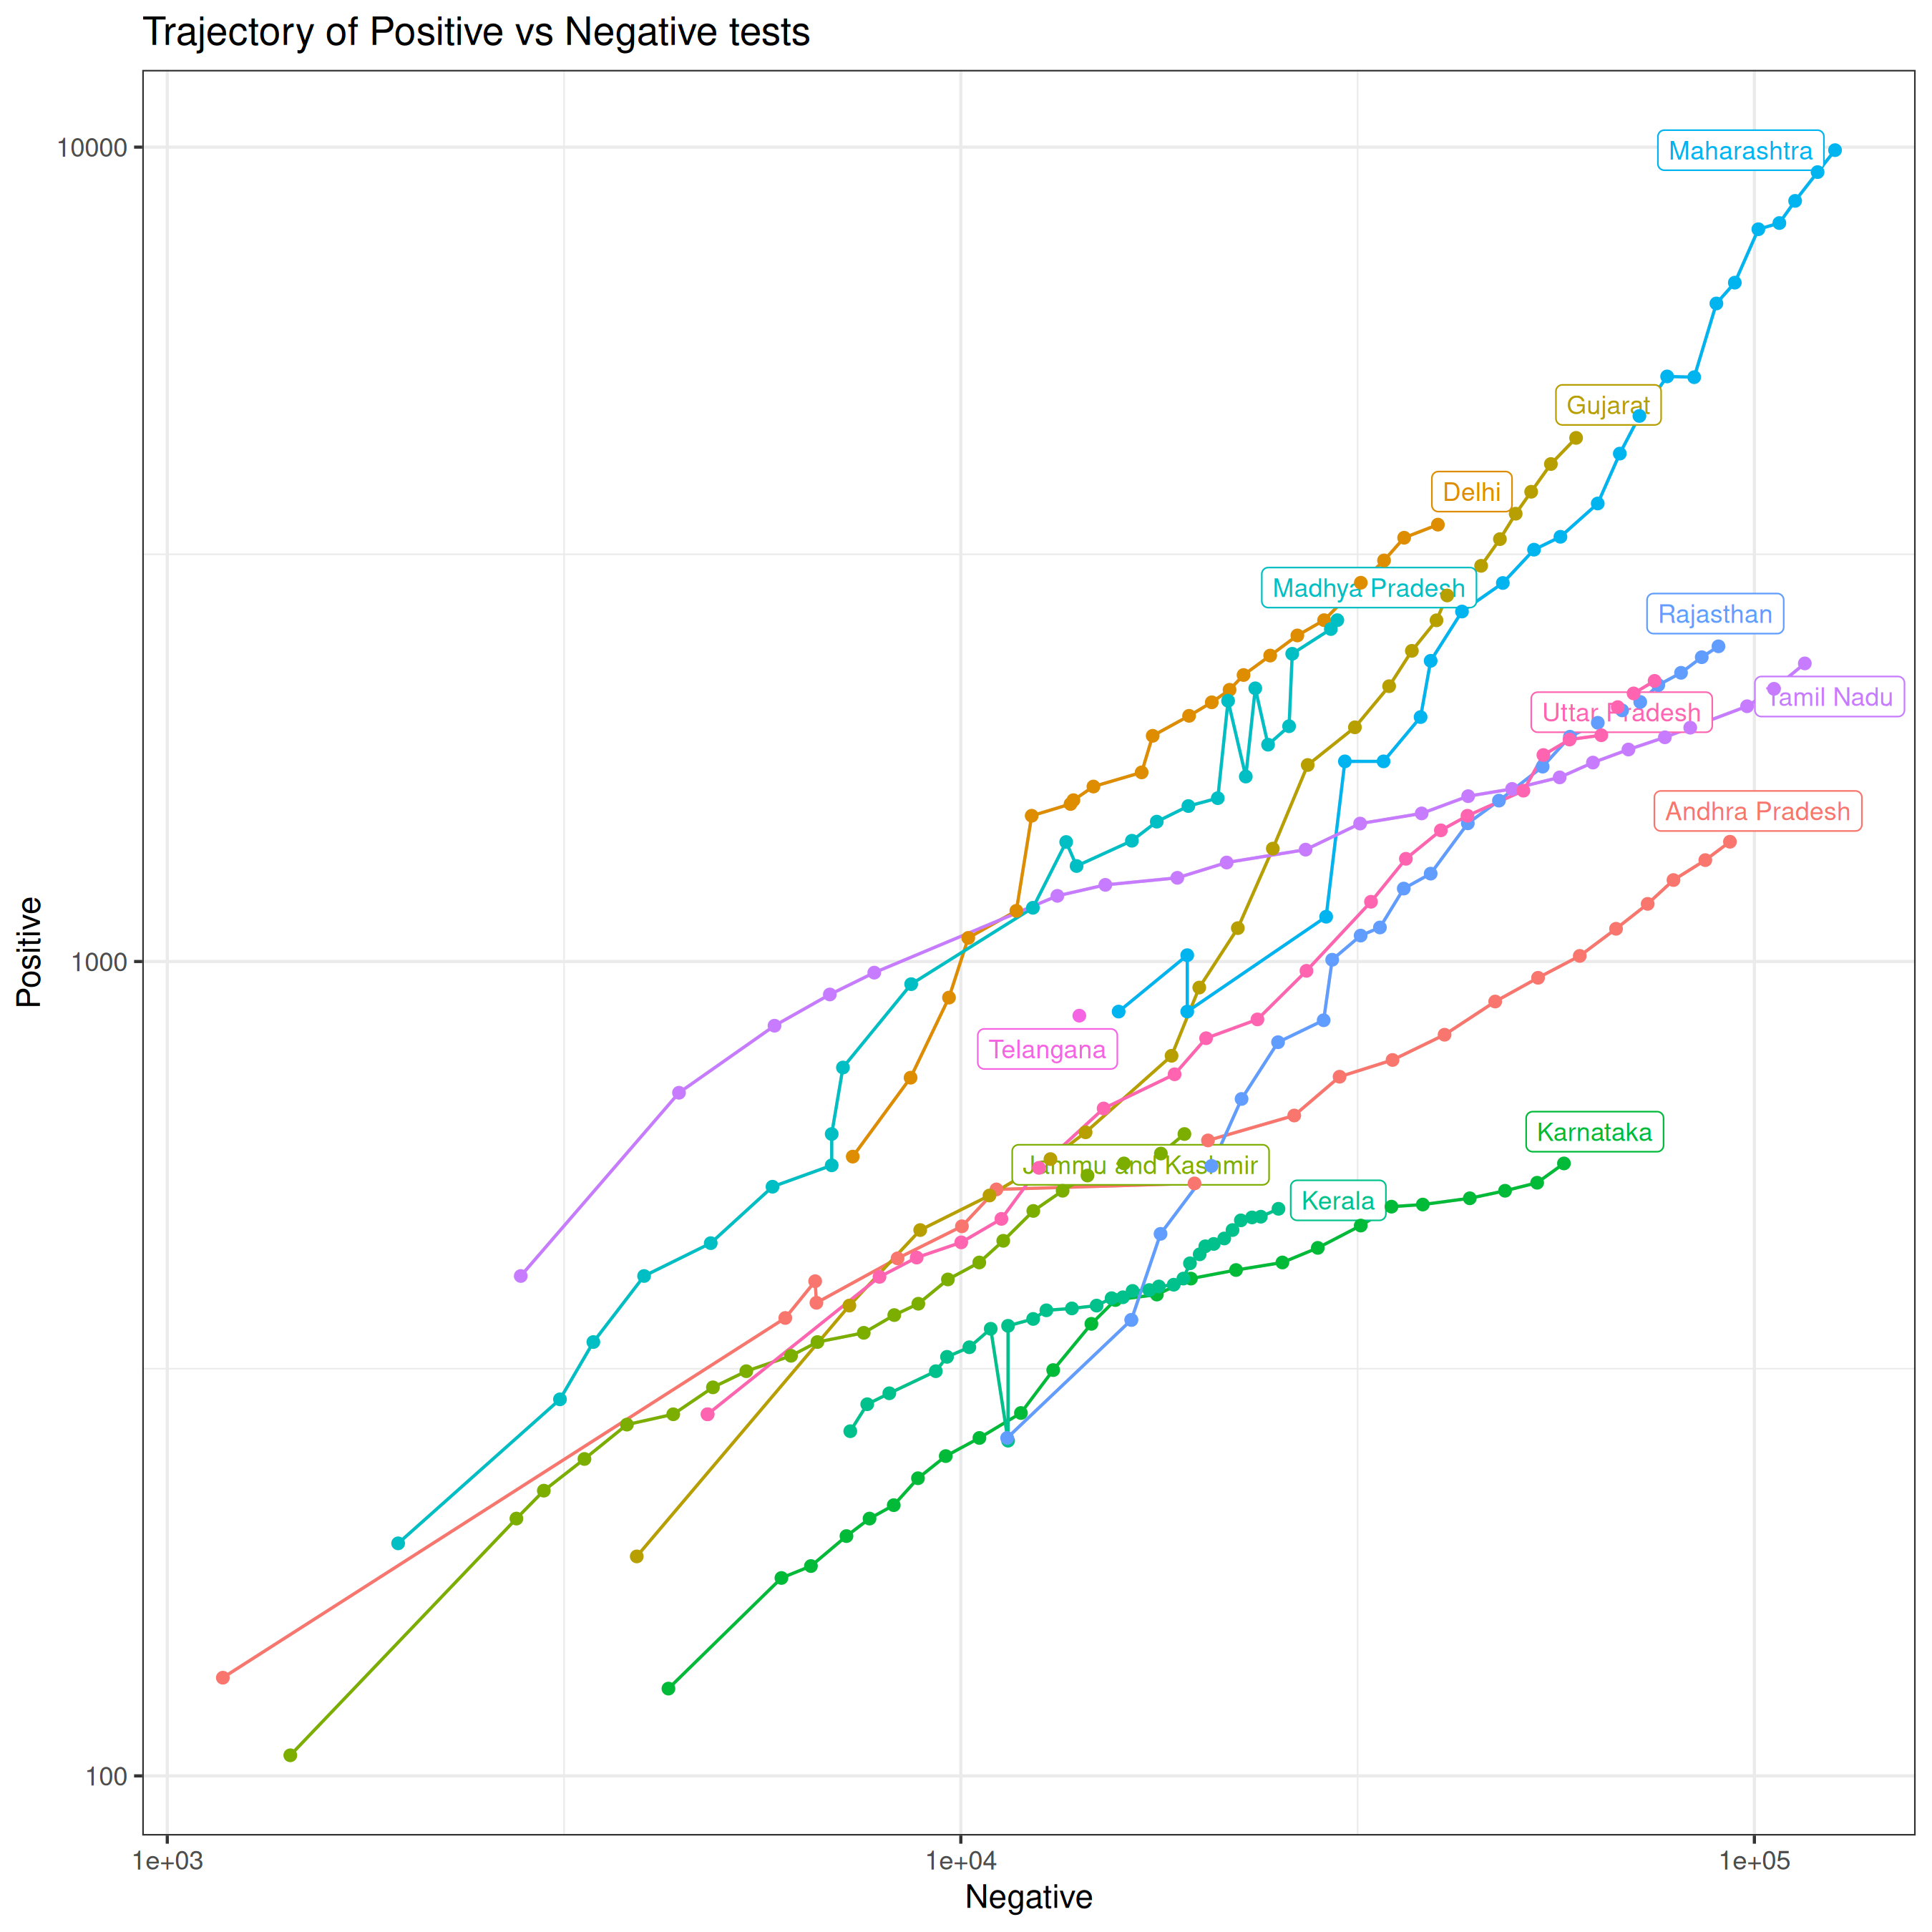 Trajectory of Positive vs Negative tests
10000
1000
100
Positive
Maharashtra
Gujarat
Delhi
Madhya Pradesh
Rajasthan
Tamil Nadu
Uttar Pradesh
Andhra Pradesh
Telangana
Karnataka
Jammu and Kashmir
Kerala
1e+03
1e+04
1e+05
Negative